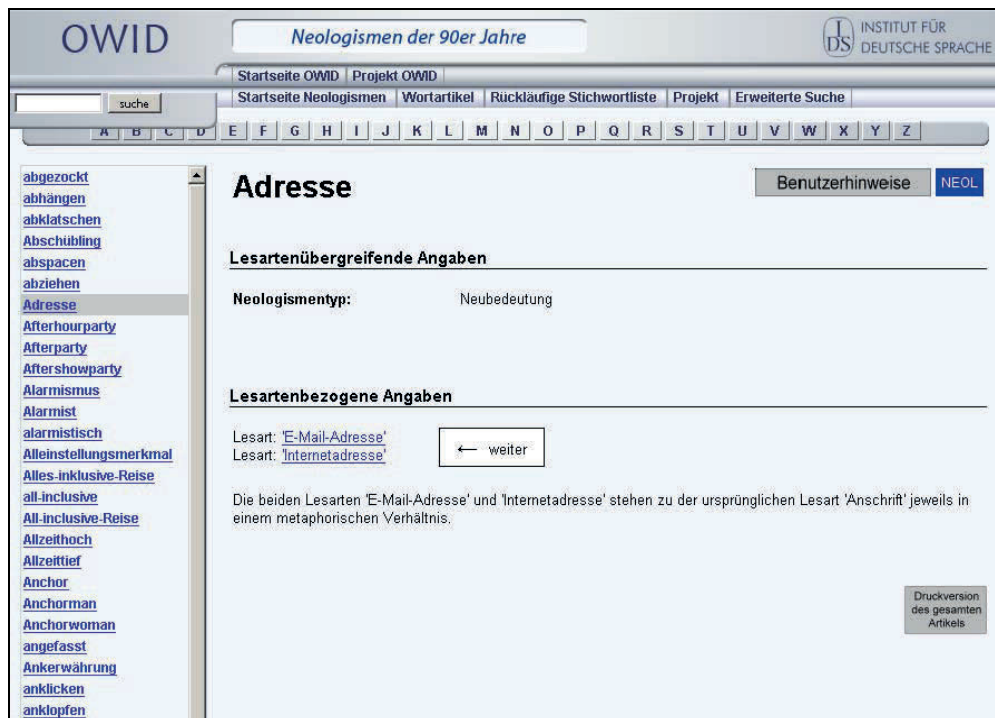 OWID
Neologismen der 90er Jahre
IDS
INSTITUT FÜR
DEUTSCHE SPRACHE
Startseite OWID | Projekt OWID
suche
Startseite Neologismen | Wortartikel | Rückläufige Stichwortliste | Projekt | Erweiterte Suche
A B C D E F G H I J K L M N O P Q R S T U V W X Y Z
abgezockt
abhängen
abklatschen
Abschübling
abspacen
abziehen
Adresse
Afterhourparty
Afterparty
Aftershowparty
Alarmismus
Alarmist
alarmistisch
Alleinstellungsmerkmal
Alles-inklusive-Reise
all-inclusive
All-inclusive-Reise
Allzeithoch
Allzeittief
Anchor
Anchorman
Anchorwoman
angefasst
Ankerwährung
anklicken
anklopfen
Adresse
Benutzerhinweise
NEOL
Lesartenübergreifende Angaben
Neologismentyp: Neubedeutung
Lesartenbezogene Angaben
Lesart: 'E-Mail-Adresse'
Lesart: 'Internetadresse'
← weiter
Die beiden Lesarten 'E-Mail-Adresse' und 'Internetadresse' stehen zu der ursprünglichen Lesart 'Anschrift' jeweils in
einem metaphorischen Verhältnis.
Druckversion
des gesamten
Artikels